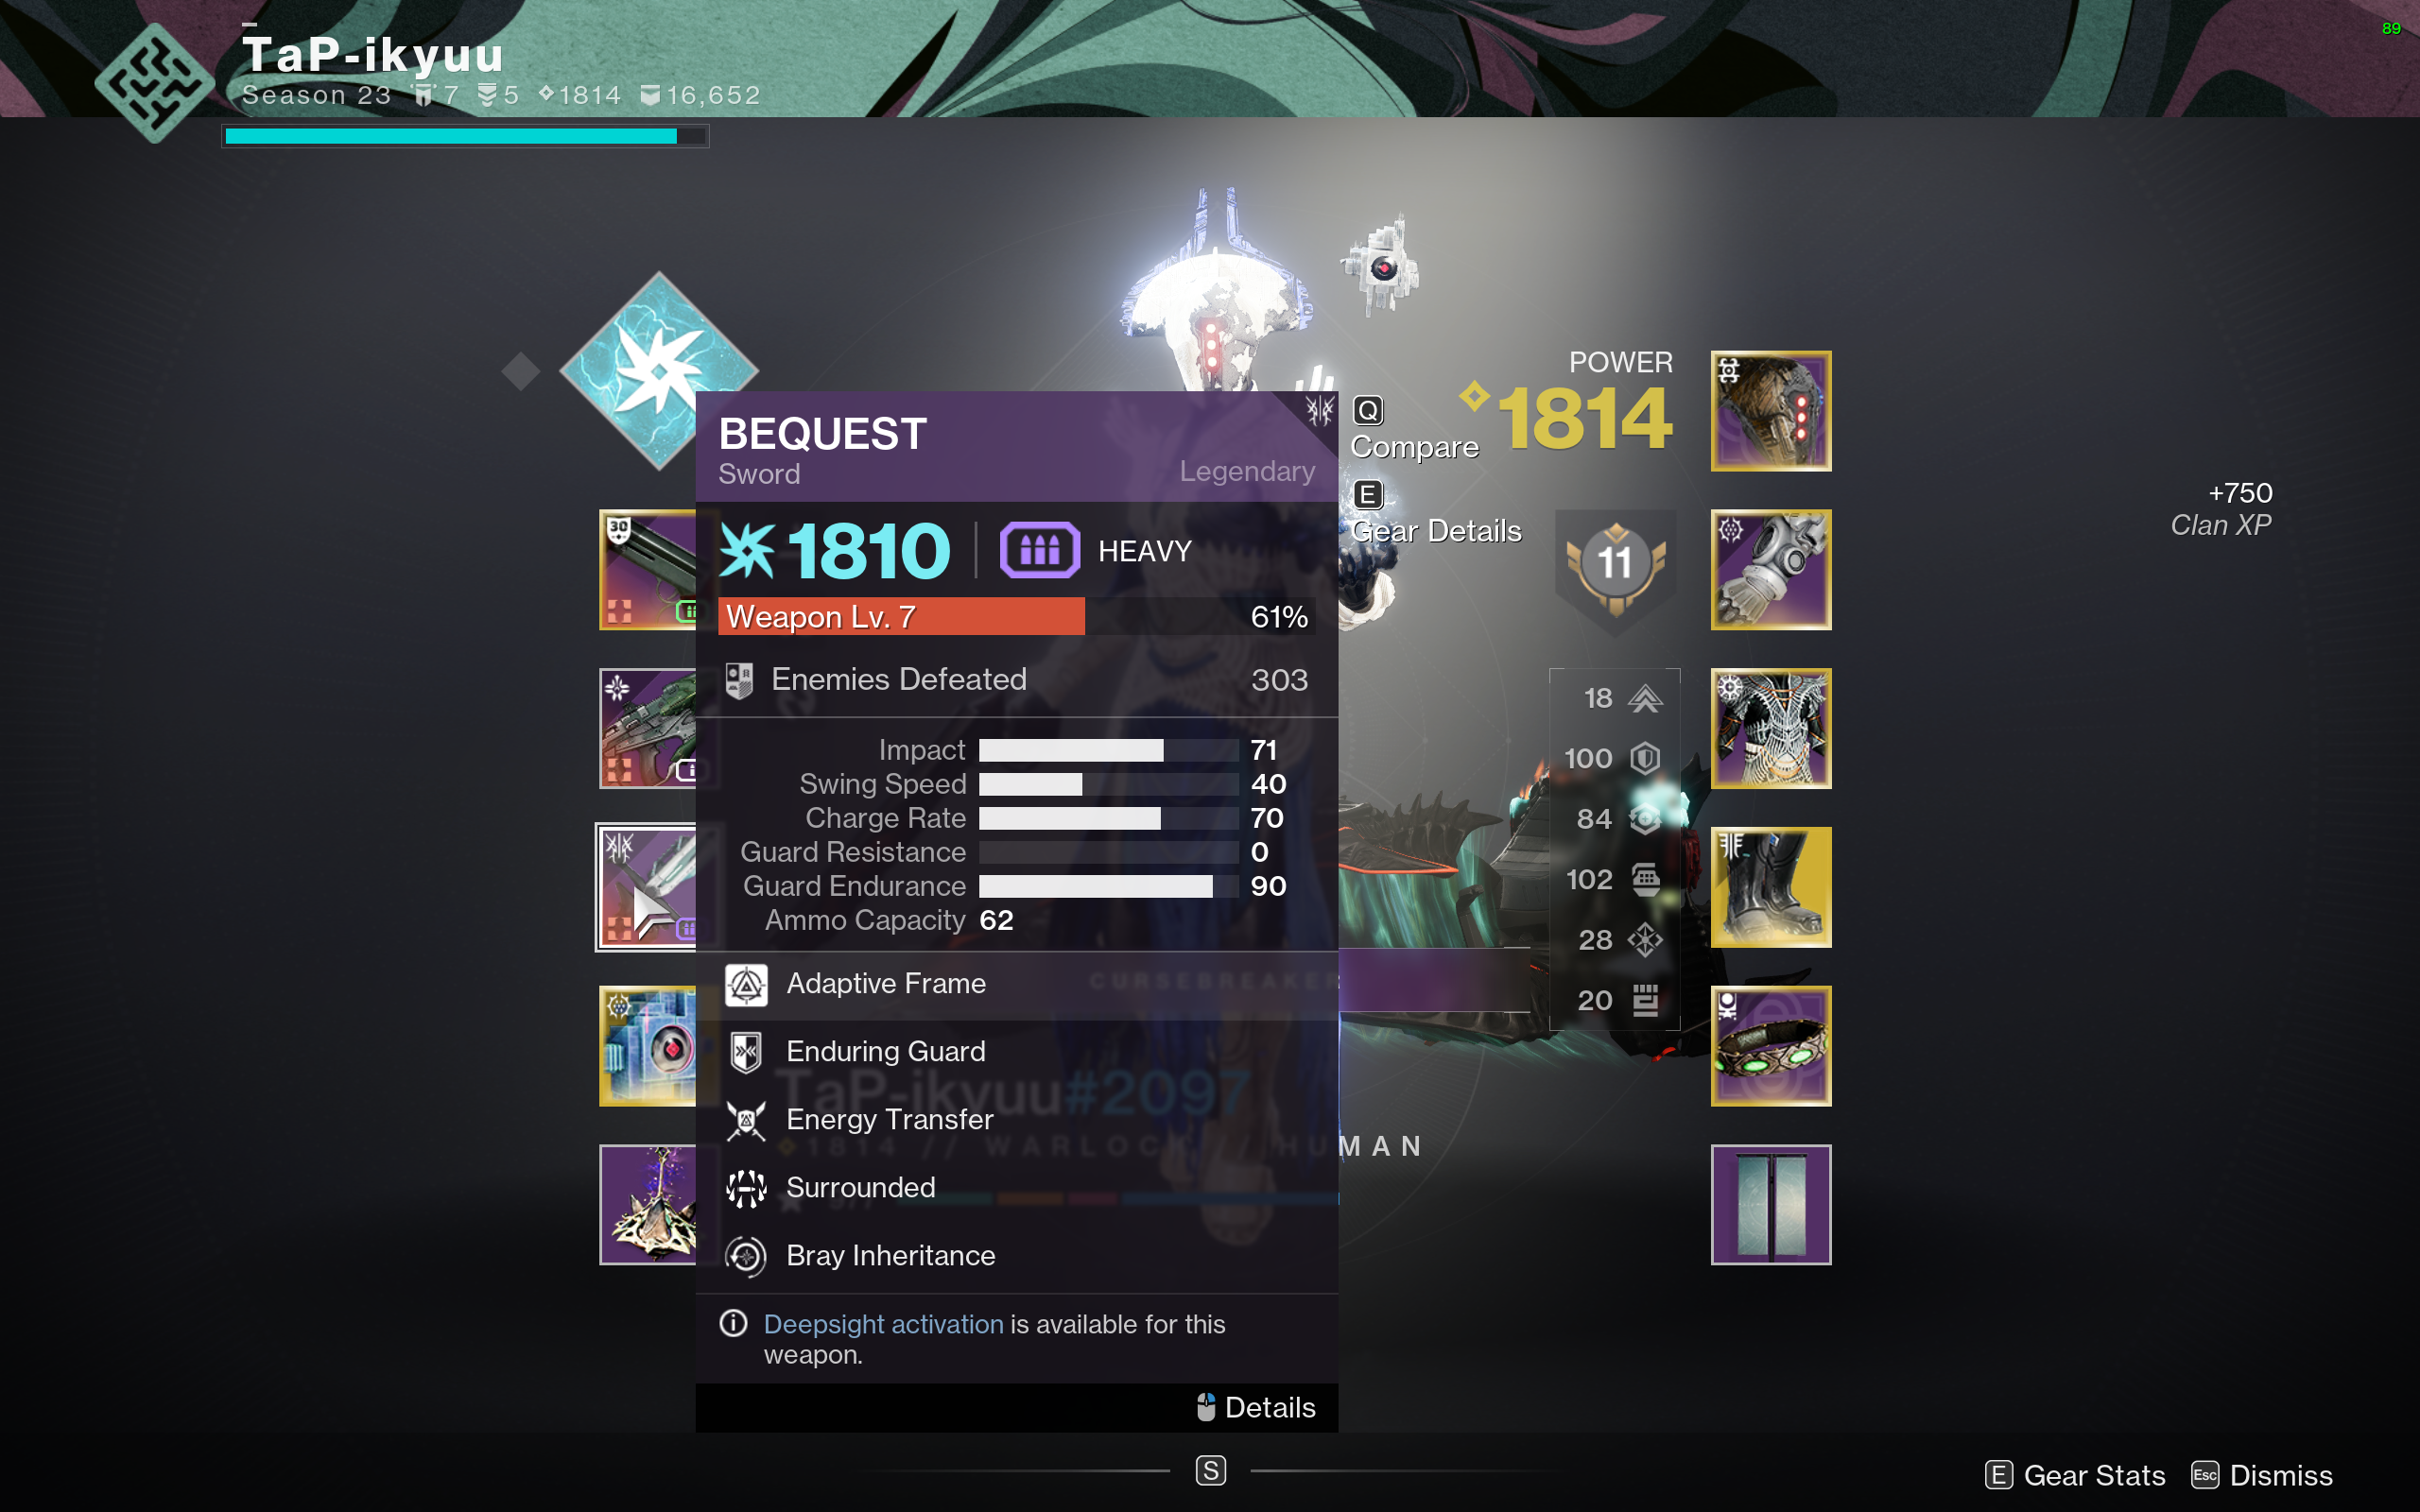 TaP-ikyuu
Season 23 7 5 1814 16,652
89
BEQUEST
Sword
Legendary
1810 HEAVY
Weapon Lv. 7 61%
Enemies Defeated 303
Impact 71
Swing Speed 40
Charge Rate 70
Guard Resistance 0
Guard Endurance 90
Ammo Capacity 62
Adaptive Frame
CURSEBREAKER
Enduring Guard
TaP-ikyuu#2097
Energy Transfer
1814 // WARLOCK // HUMAN
Surrounded
Bray Inheritance
Deepsight activation is available for this
weapon.
Details
30
Q
Compare
E
Gear Details
POWER
1814
11
18
100
84
102
28
20
+750
Clan XP
S
E Gear Stats Esc Dismiss